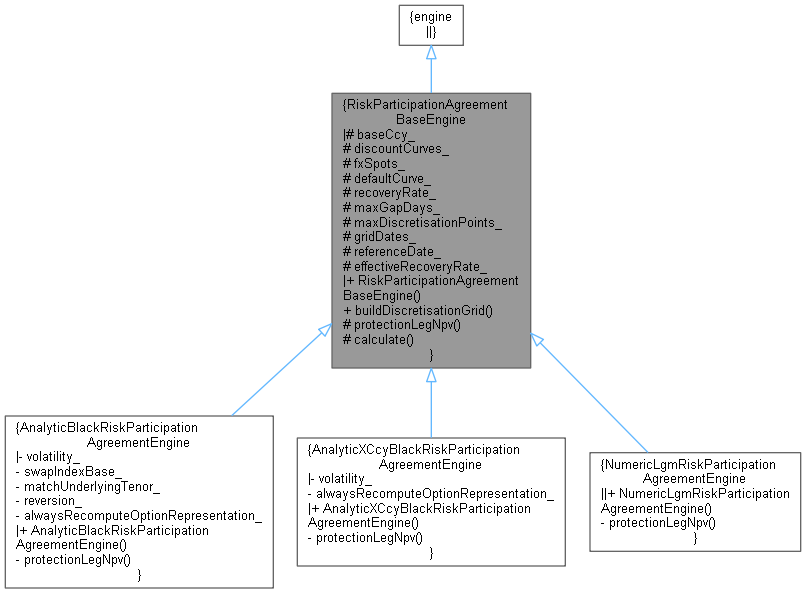 {engine
||}
{RiskParticipationAgreement
BaseEngine
|# baseCcy_
# discountCurves_
# fxSpots_
# defaultCurve_
# recoveryRate_
# maxGapDays_
# maxDiscretisationPoints_
# gridDates_
# referenceDate_
# effectiveRecoveryRate_
|+ RiskParticipationAgreement
BaseEngine()
+ buildDiscretisationGrid()
# protectionLegNpv()
# calculate()
}
{AnalyticBlackRiskParticipation
AgreementEngine
|- volatility_
- swapIndexBase_
- matchUnderlyingTenor_
- reversion_
- alwaysRecomputeOptionRepresentation_
|+ AnalyticBlackRiskParticipation
AgreementEngine()
- protectionLegNpv()
}
{AnalyticXCcyBlackRiskParticipation
AgreementEngine
|- volatility_
- alwaysRecomputeOptionRepresentation_
|+ AnalyticXCcyBlackRiskParticipation
AgreementEngine()
- protectionLegNpv()
}
{NumericLgmRiskParticipation
AgreementEngine
||+ NumericLgmRiskParticipation
AgreementEngine()
- protectionLegNpv()
}